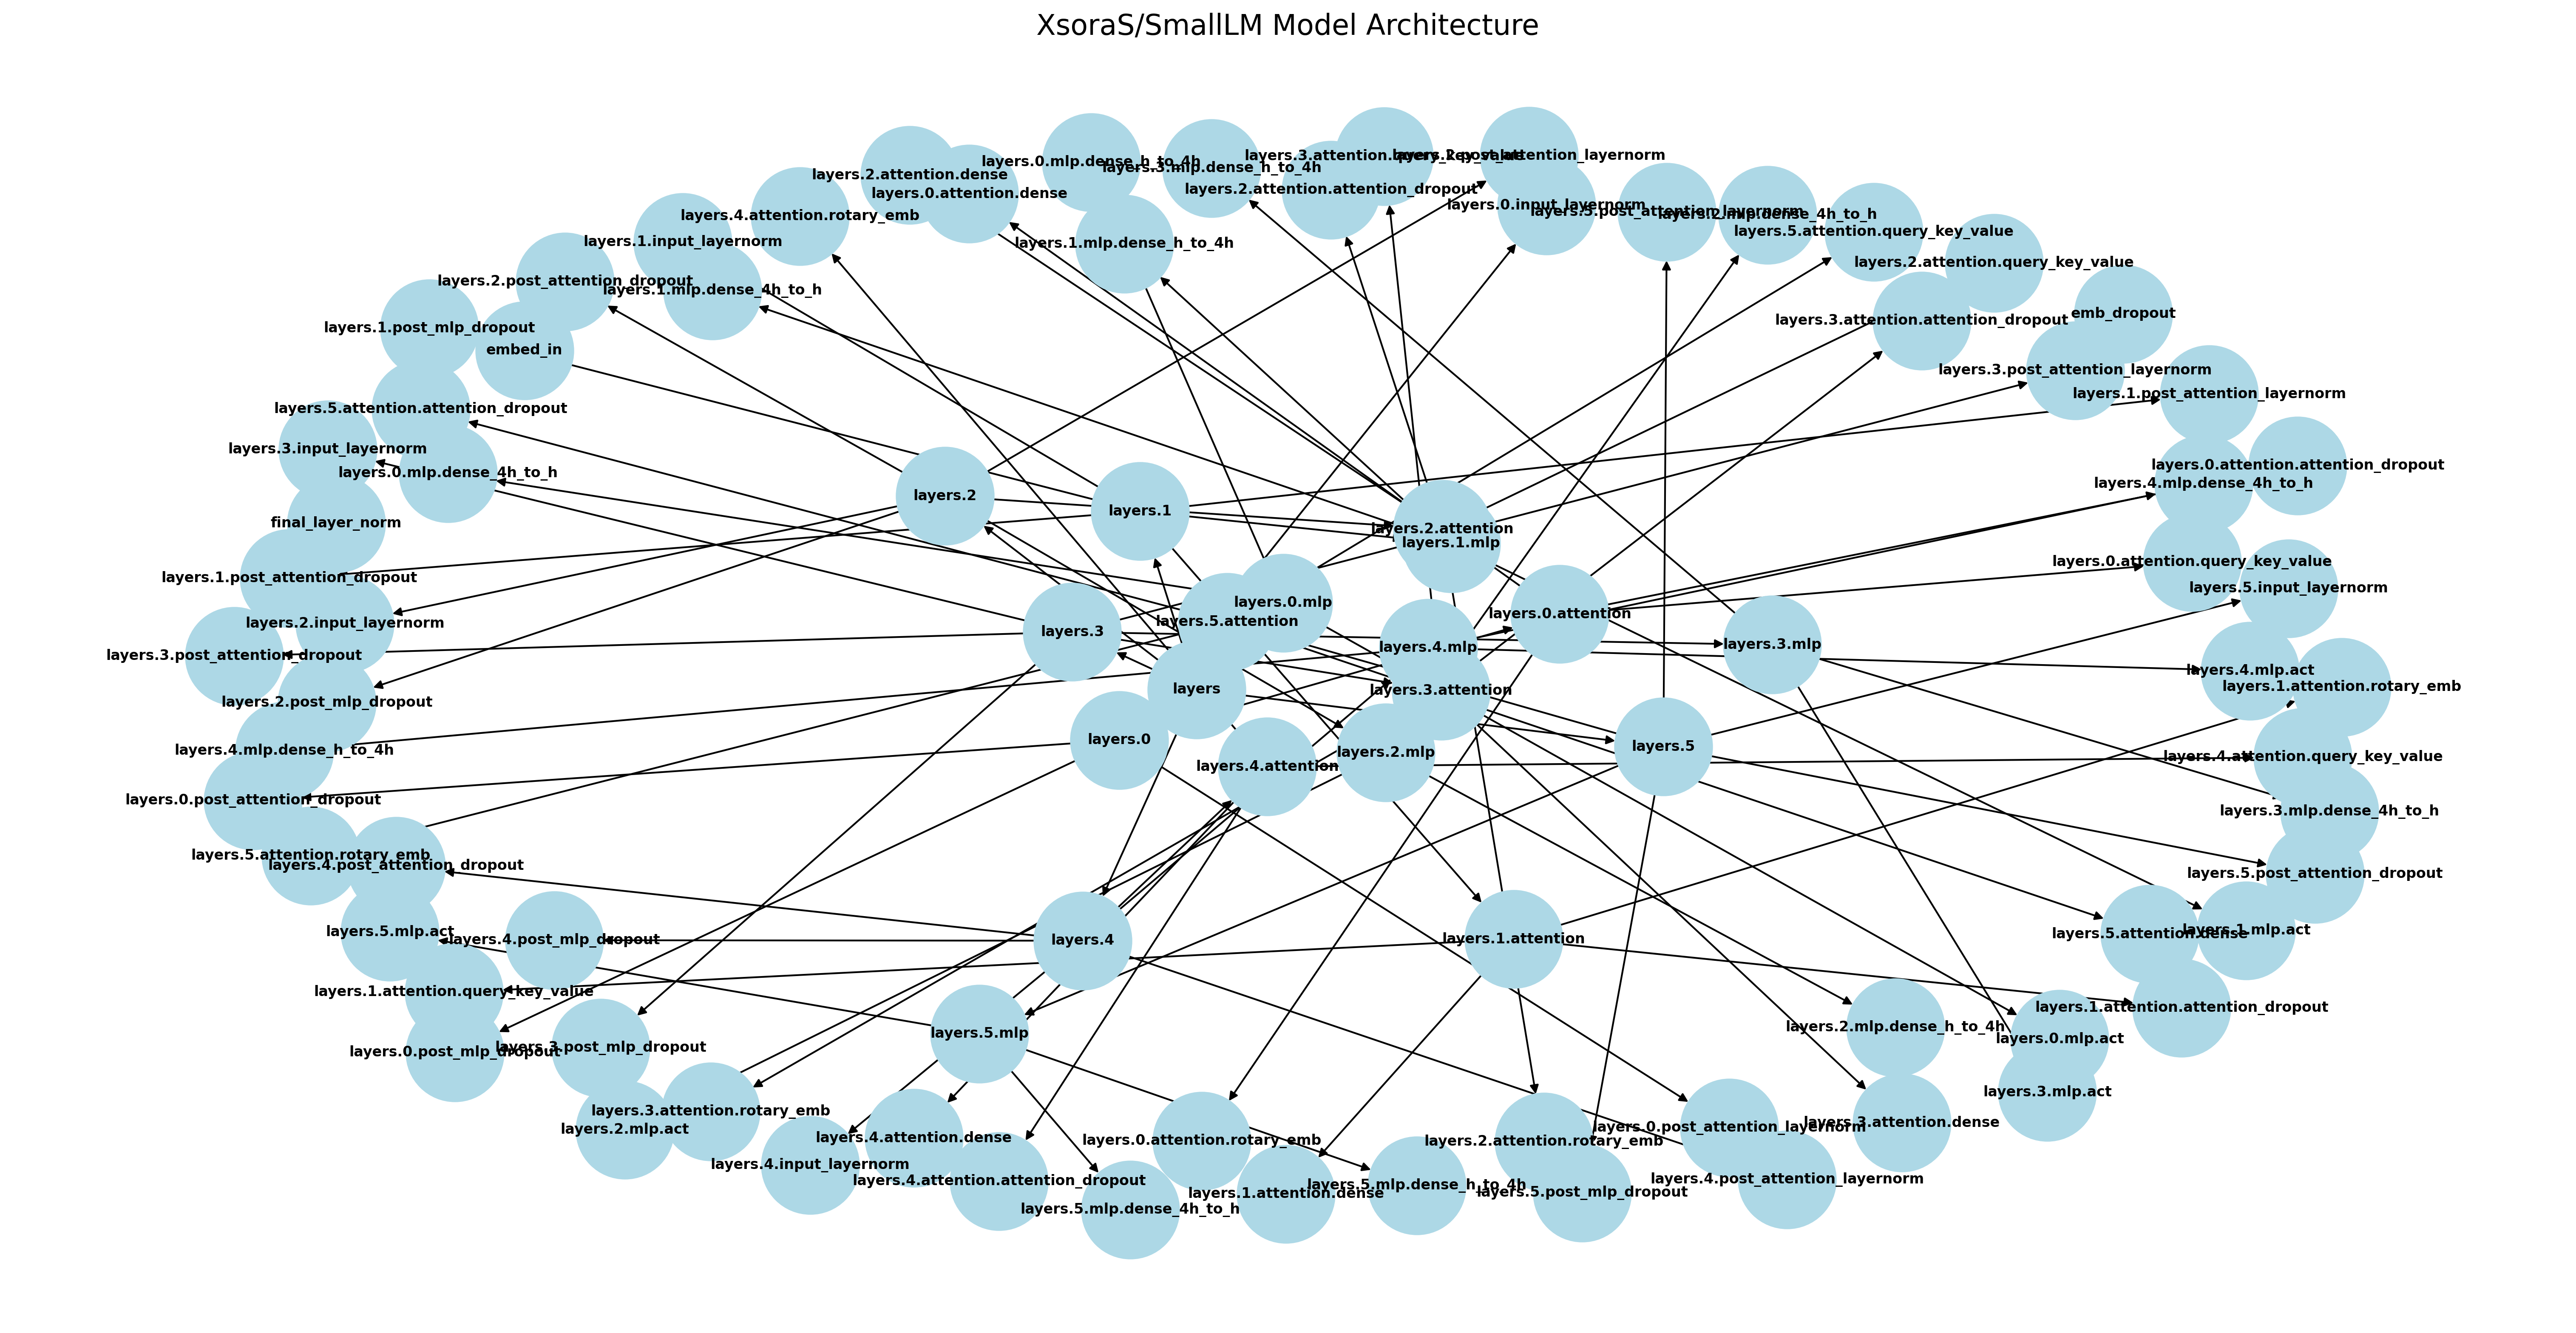 XsoraS/SmallLM Model Architecture
layers.0.mlp.dense_h_to_4h
layers.3.mlp.dense_h_to_4h
layers.3.attention.query_key_value
layers.2.post_attention_layernorm
layers.2.attention.dense
layers.0.attention.dense
layers.2.attention.attention_dropout
layers.0.input_layernorm
layers.5.post_attention_layernorm
layers.2.mlp.dense_4h_to_h
layers.4.attention.rotary_emb
layers.5.attention.query_key_value
layers.1.input_layernorm
layers.1.mlp.dense_h_to_4h
layers.2.attention.query_key_value
layers.2.post_attention_dropout
layers.1.mlp.dense_4h_to_h
emb_dropout
layers.3.attention.attention_dropout
layers.1.post_mlp_dropout
embed_in
layers.3.post_attention_layernorm
layers.1.post_attention_layernorm
layers.5.attention.attention_dropout
layers.3.input_layernorm
layers.0.attention.attention_dropout
layers.0.mlp.dense_4h_to_h
layers.4.mlp.dense_4h_to_h
layers.2
layers.1
final_layer_norm
layers.2.attention
layers.1.mlp
layers.0.attention.query_key_value
layers.1.post_attention_dropout
layers.5.input_layernorm
layers.0.mlp
layers.0.attention
layers.5.attention
layers.2.input_layernorm
layers.3
layers.4.mlp
layers.3.mlp
layers.3.post_attention_dropout
layers.4.mlp.act
layers.1.attention.rotary_emb
layers
layers.3.attention
layers.2.post_mlp_dropout
layers.0
layers.5
layers.4.mlp.dense_h_to_4h
layers.2.mlp
layers.4.attention.query_key_value
layers.4.attention
layers.0.post_attention_dropout
layers.3.mlp.dense_4h_to_h
layers.5.attention.rotary_emb
layers.4.post_attention_dropout
layers.5.post_attention_dropout
layers.5.mlp.act
layers.4.post_mlp_dropout
layers.4
layers.1.attention
layers.5.attention.dense
layers.1.mlp.act
layers.1.attention.query_key_value
layers.1.attention.attention_dropout
layers.5.mlp
layers.2.mlp.dense_h_to_4h
layers.0.mlp.act
layers.0.post_mlp_dropout
layers.3.post_mlp_dropout
layers.3.mlp.act
layers.3.attention.rotary_emb
layers.2.mlp.act
layers.0.post_attention_layernorm
layers.3.attention.dense
layers.4.attention.dense
layers.0.attention.rotary_emb
layers.2.attention.rotary_emb
layers.4.input_layernorm
layers.4.attention.attention_dropout
layers.4.post_attention_layernorm
layers.1.attention.dense
layers.5.mlp.dense_h_to_4h
layers.5.post_mlp_dropout
layers.5.mlp.dense_4h_to_h